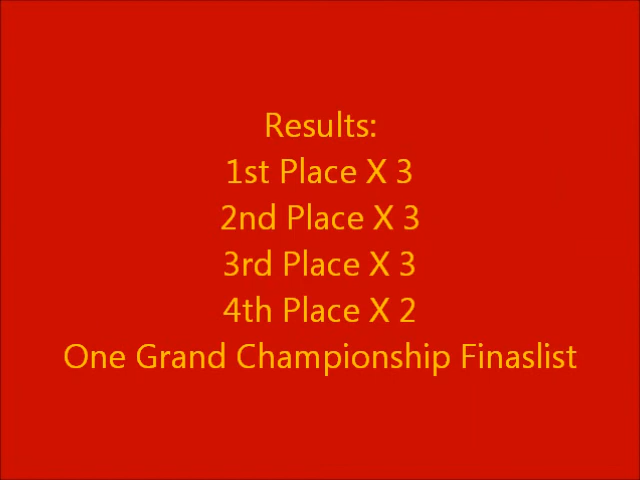 Results:
1st Place X 3
2nd Place X 3
3rd Place X 3
4th Place X 2
One Grand Championship Finaslist